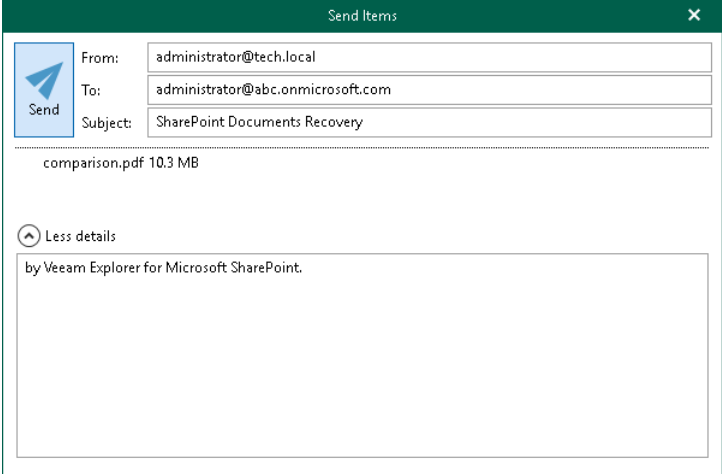 Send Items
From: administrator@tech.local
To: administrator@abc.onmicrosoft.com
Send
Subject: SharePoint Documents Recovery
comparison.pdf 10.3 MB
Less details
by Veeam Explorer for Microsoft SharePoint.